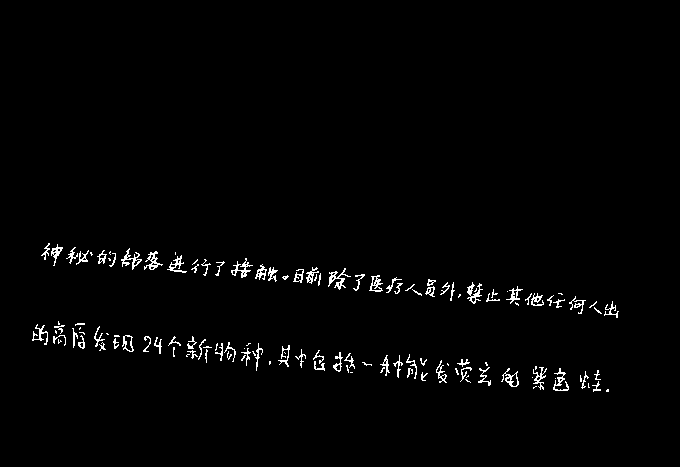 神秘的部落进行了接触。目前除了医疗人员外,禁止其他任何人出
的高原发现24个新物种,其中包括一种能发荧光的紫色蛙.